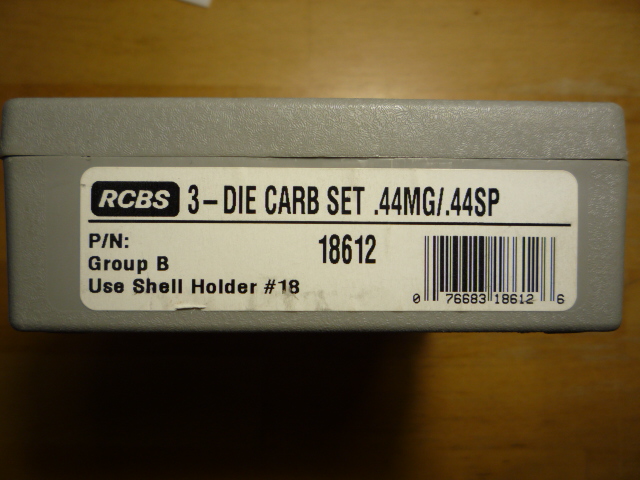 RCBS 3-DIE CARB SET .44MG/.44SP
P/N: 18612
Group B
Use Shell Holder #18
0 76683 18612 6